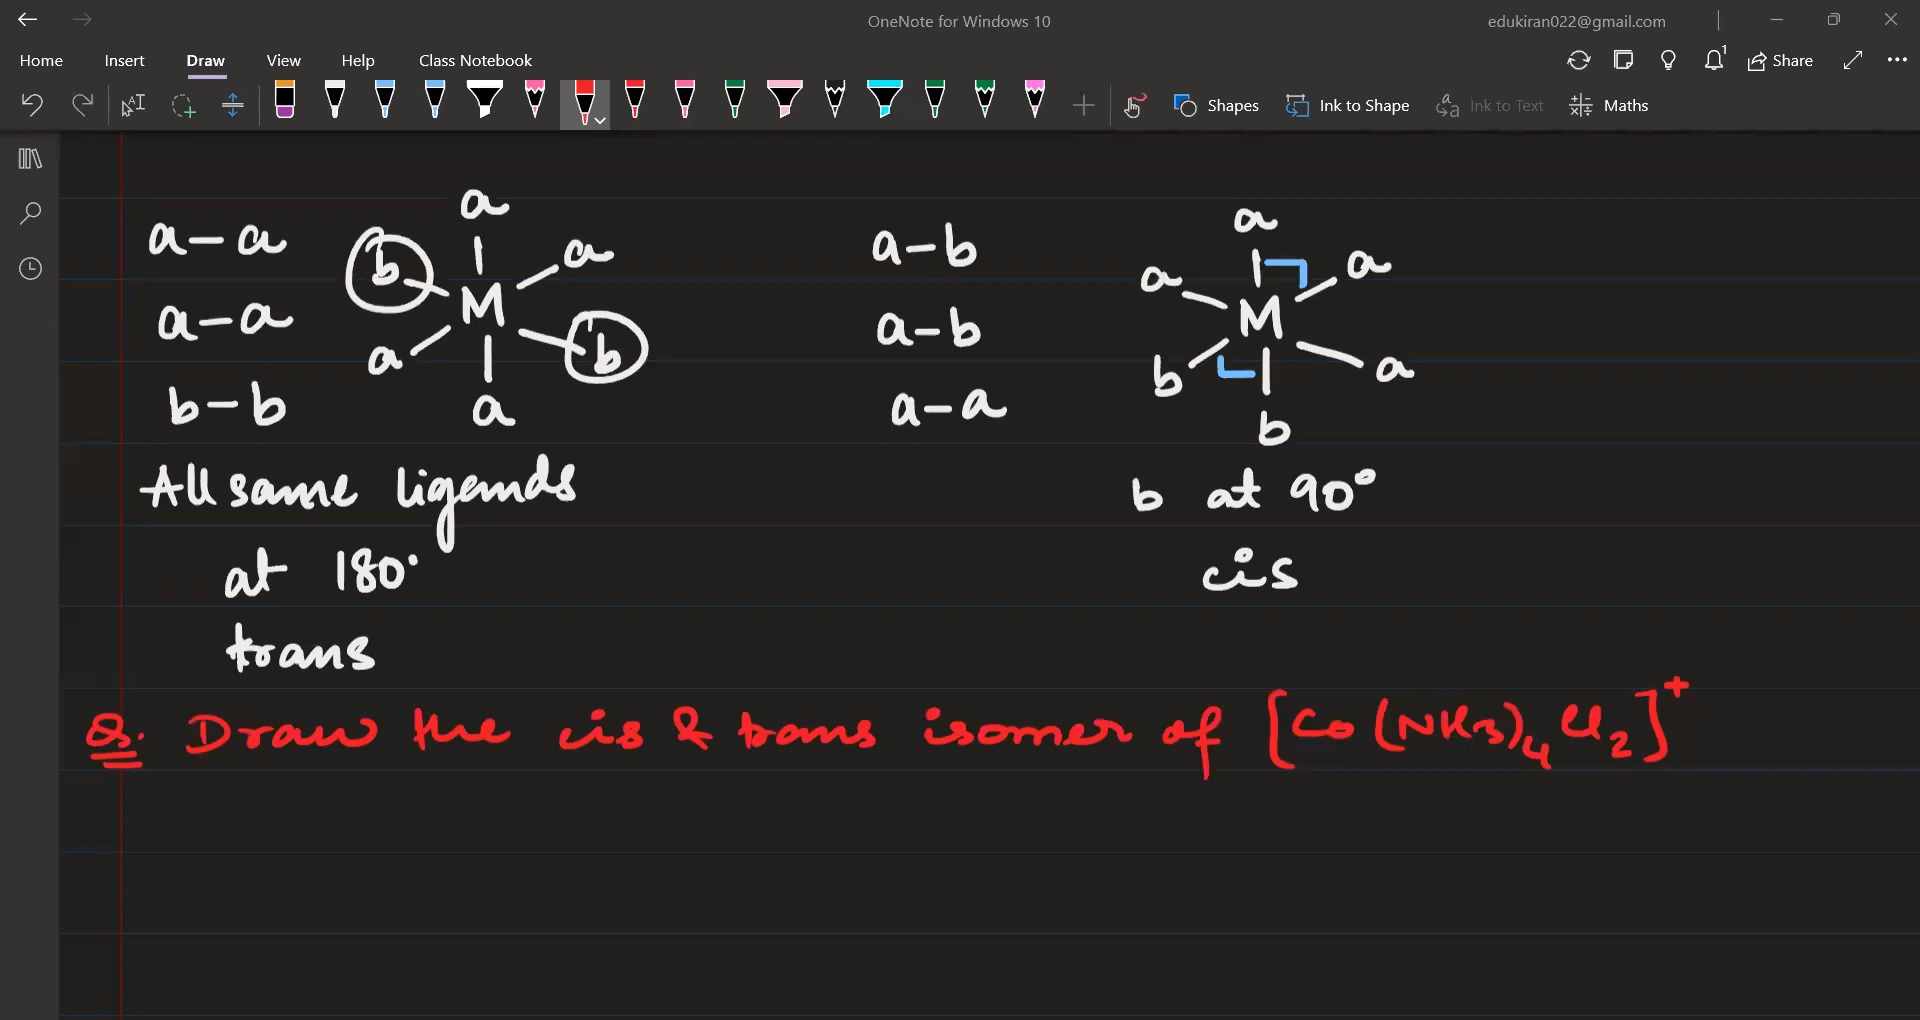 OneNote for Windows 10
edukiran022@gmail.com
Home Insert Draw View Help Class Notebook
1 Share
Shapes Ink to Shape Ink to Text Maths
a
a-a b a a-b a
a a
a-a M a-b M
a b b a
b-b a a-a b
All same ligands b at 90°
at 180° cis
trans
Q. Draw the cis & trans isomer of [Co(NH3)4Cl2]+